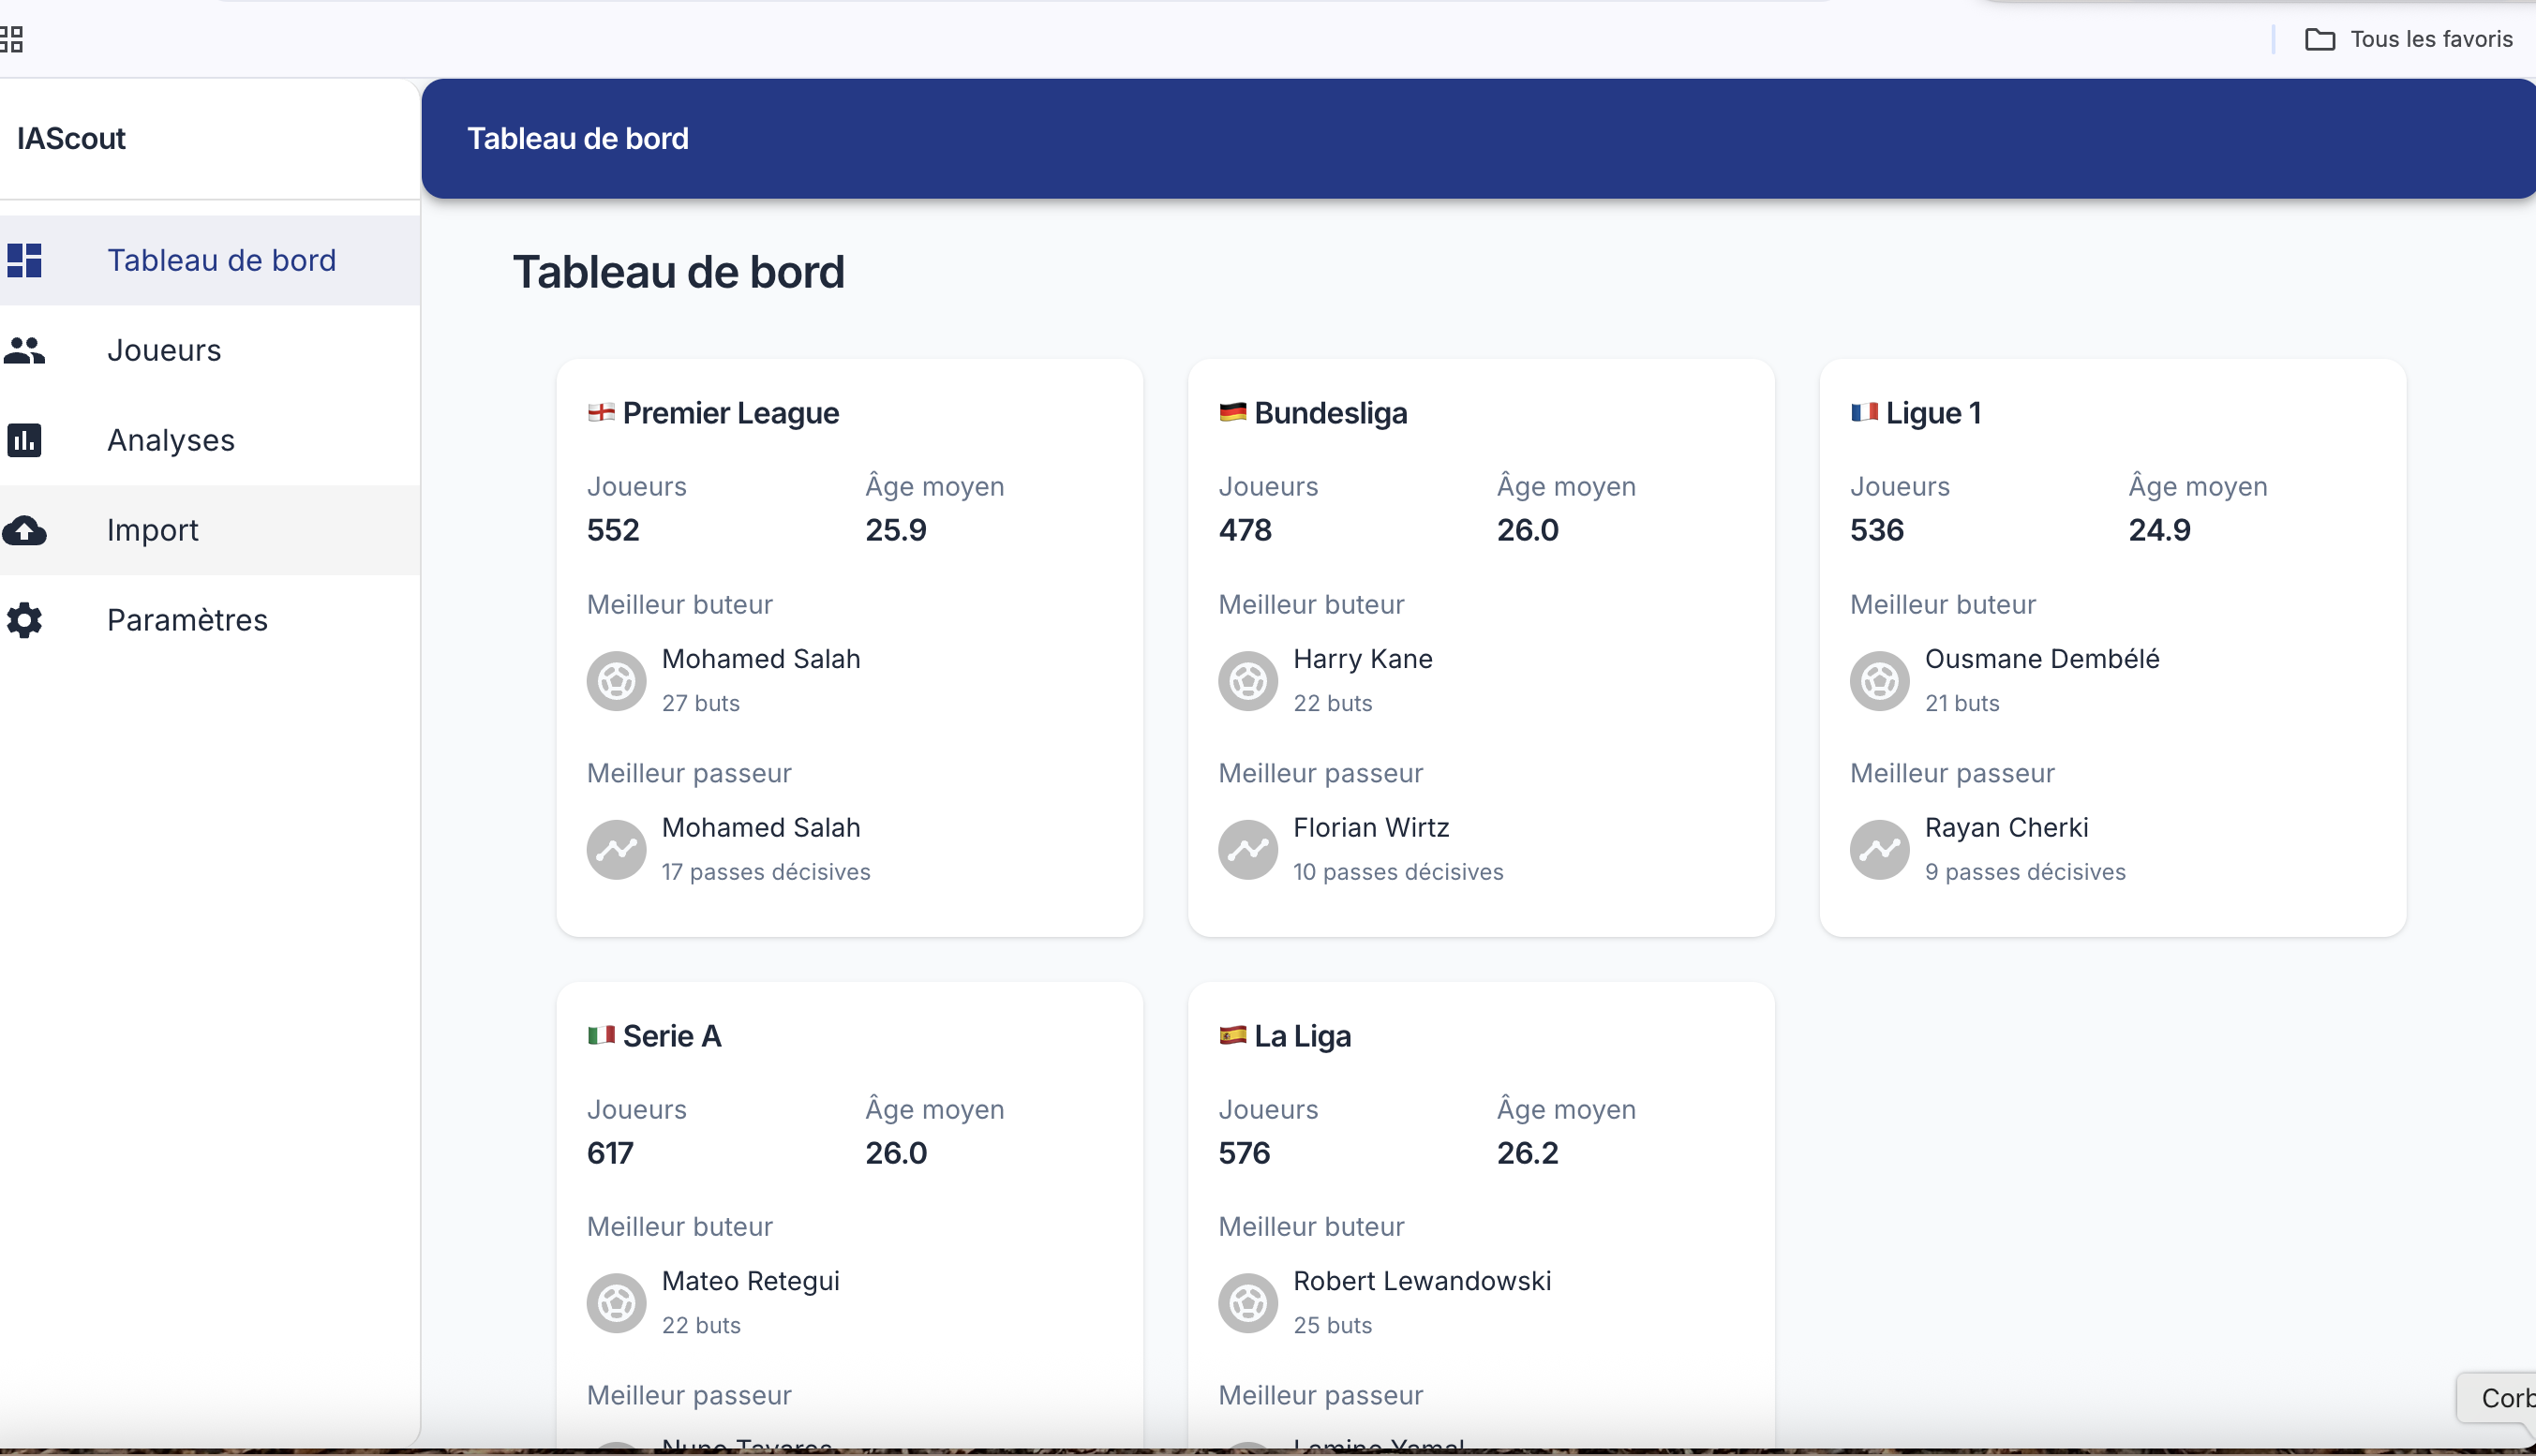 Tous les favoris
IAScout
Tableau de bord
Tableau de bord
Joueurs
Analyses
Import
Paramètres
Tableau de bord
Premier League
Joueurs
Âge moyen
552
25.9
Meilleur buteur
Mohamed Salah
27 buts
Meilleur passeur
Mohamed Salah
17 passes décisives
Bundesliga
Joueurs
Âge moyen
478
26.0
Meilleur buteur
Harry Kane
22 buts
Meilleur passeur
Florian Wirtz
10 passes décisives
Ligue 1
Joueurs
Âge moyen
536
24.9
Meilleur buteur
Ousmane Dembélé
21 buts
Meilleur passeur
Rayan Cherki
9 passes décisives
Serie A
Joueurs
Âge moyen
617
26.0
Meilleur buteur
Mateo Retegui
22 buts
Meilleur passeur
Nuno Tavares
La Liga
Joueurs
Âge moyen
576
26.2
Meilleur buteur
Robert Lewandowski
25 buts
Meilleur passeur
Lamine Yamal
Corb